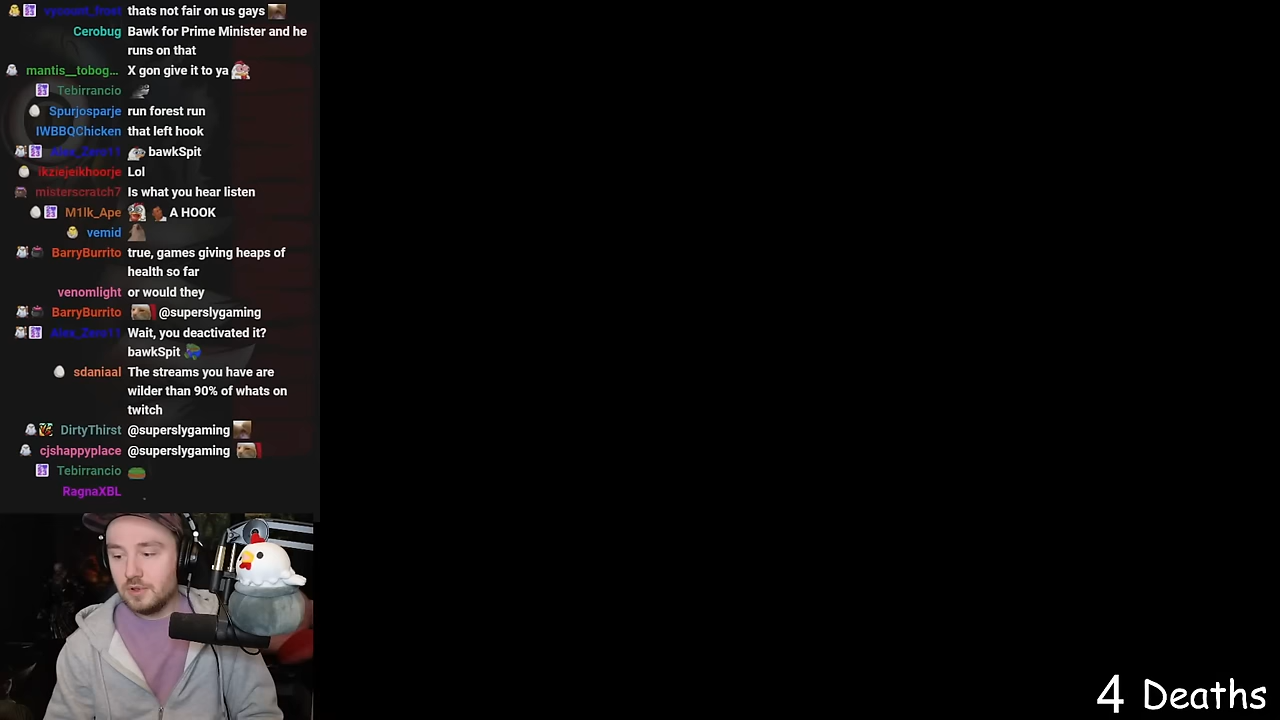 vyscount_frost thats not fair on us gays
Cerobug Bawk for Prime Minister and he
runs on that
mantis__tobog... X gon give it to ya
Tebirrancio
Spurjosparje run forest run
IWBBQChicken that left hook
Alex_Zero11 bawkSpit
ikziejeikhoorje Lol
misterscratch7 Is what you hear listen
M1lk_Ape A HOOK
vemid
BarryBurrito true, games giving heaps of
health so far
venomlight or would they
BarryBurrito @superslygaming
Alex_Zero11 Wait, you deactivated it?
bawkSpit
sdaniaal The streams you have are
wilder than 90% of whats on
twitch
DirtyThirst @superslygaming
cjshappyplace @superslygaming
Tebirrancio
RagnaXBL
4 Deaths